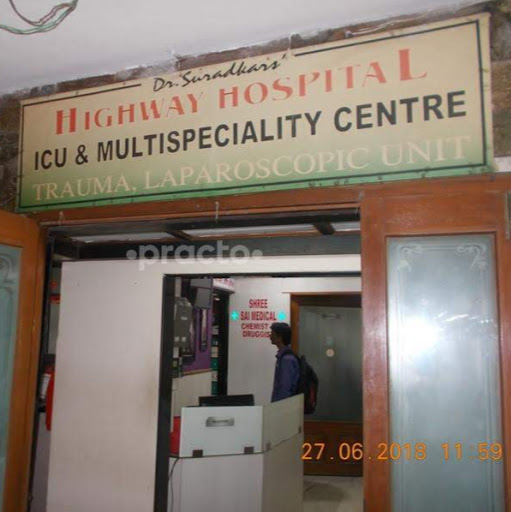 Dr. Suradkars'
HIGHWAY HOSPITAL
ICU & MULTISPECIALITY CENTRE
TRAUMA, LAPAROSCOPIC UNIT
•practo•
SHREE
SAI MEDICAL
CHEMIST
DRUGGIST
27.06.2013 11:59